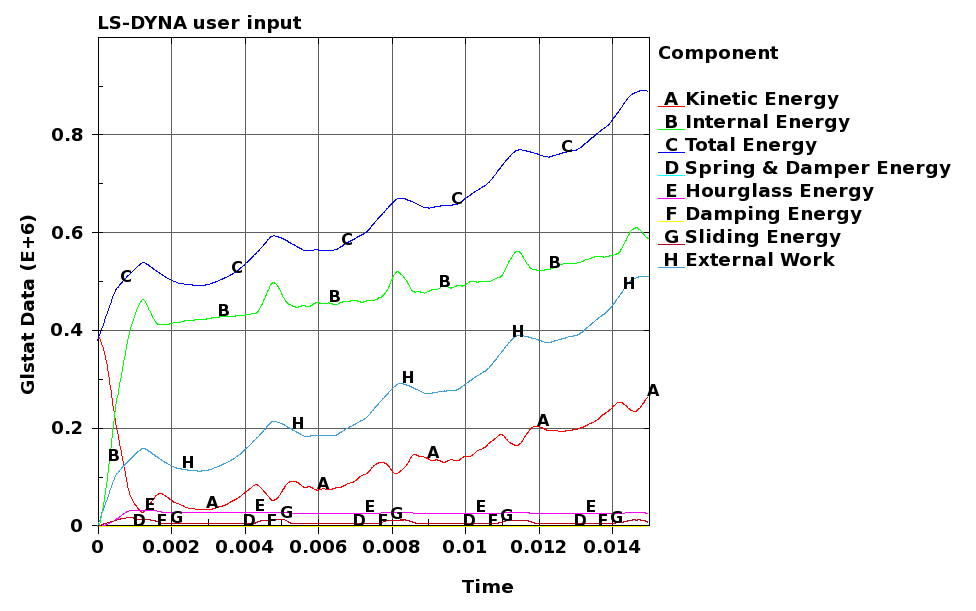 LS-DYNA user input
Component
A Kinetic Energy
B Internal Energy
C Total Energy
D Spring & Damper Energy
E Hourglass Energy
F Damping Energy
G Sliding Energy
H External Work
Glstat Data (E+6)
0.8
0.6
0.4
0.2
0
C C C C C
B B B B B
H H H H H
A A A A A
E E E E
D F G D F G D F G D F G D F G
0 0.002 0.004 0.006 0.008 0.01 0.012 0.014
Time